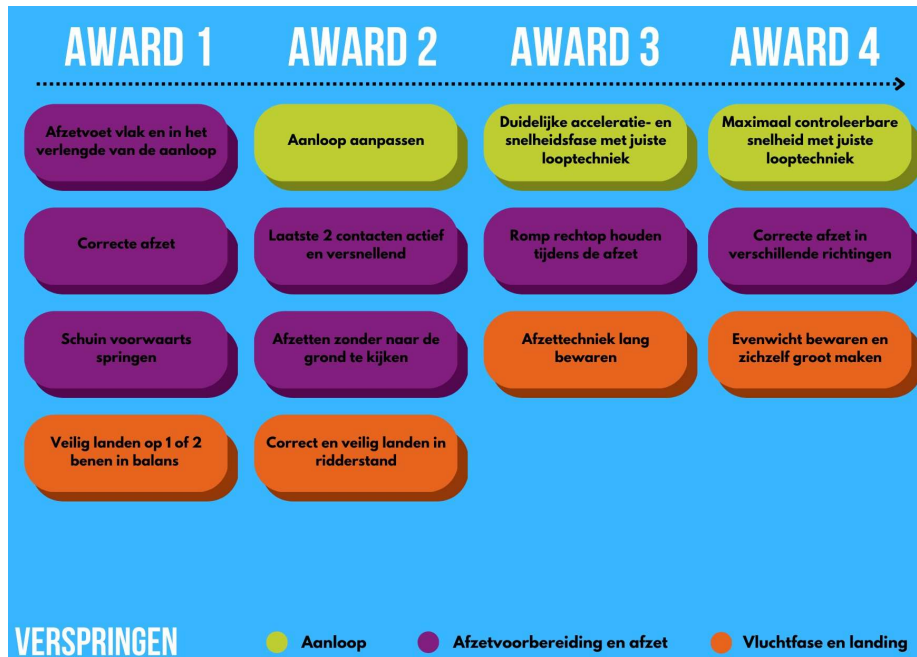 AWARD 1
AWARD 2
AWARD 3
AWARD 4
Afzetvoet vlak en in het
verlengde van de aanloop
Aanloop aanpassen
Duidelijke acceleratie- en
snelheidsfase met juiste
looptechniek
Maximaal controleerbare
snelheid met juiste
looptechniek
Correcte afzet
Laatste 2 contacten actief
en versnellend
Romp rechtop houden
tijdens de afzet
Correcte afzet in
verschillende richtingen
Schuin voorwaarts
springen
Afzetten zonder naar de
grond te kijken
Afzettechniek lang
bewaren
Evenwicht bewaren en
zichzelf groot maken
Veilig landen op 1 of 2
benen in balans
Correct en veilig landen in
ridderstand
VERSPRINGEN
Aanloop
Afzetvoorbereiding en afzet
Vluchtfase en landing